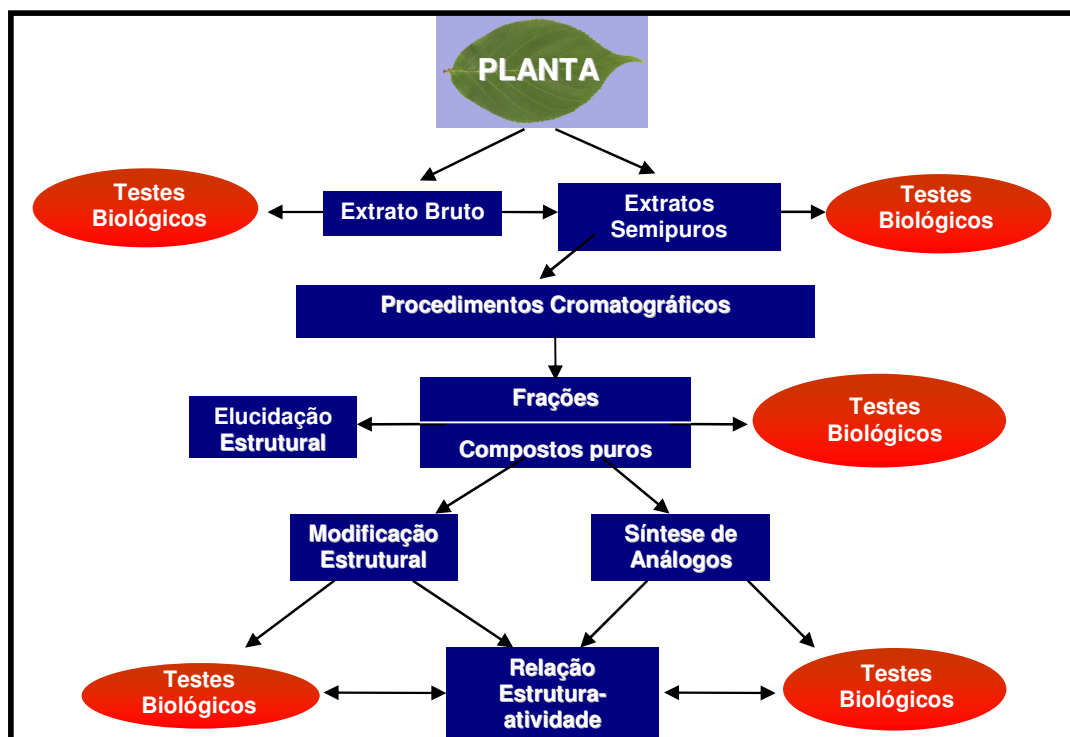 PLANTA
Testes
Biológicos
Extrato Bruto
Extratos
Semipuros
Testes
Biológicos
Procedimentos Cromatográficos
Elucidação
Estrutural
Frações
Compostos puros
Testes
Biológicos
Modificação
Estrutural
Síntese de
Análogos
Testes
Biológicos
Relação
Estrutura-
atividade
Testes
Biológicos